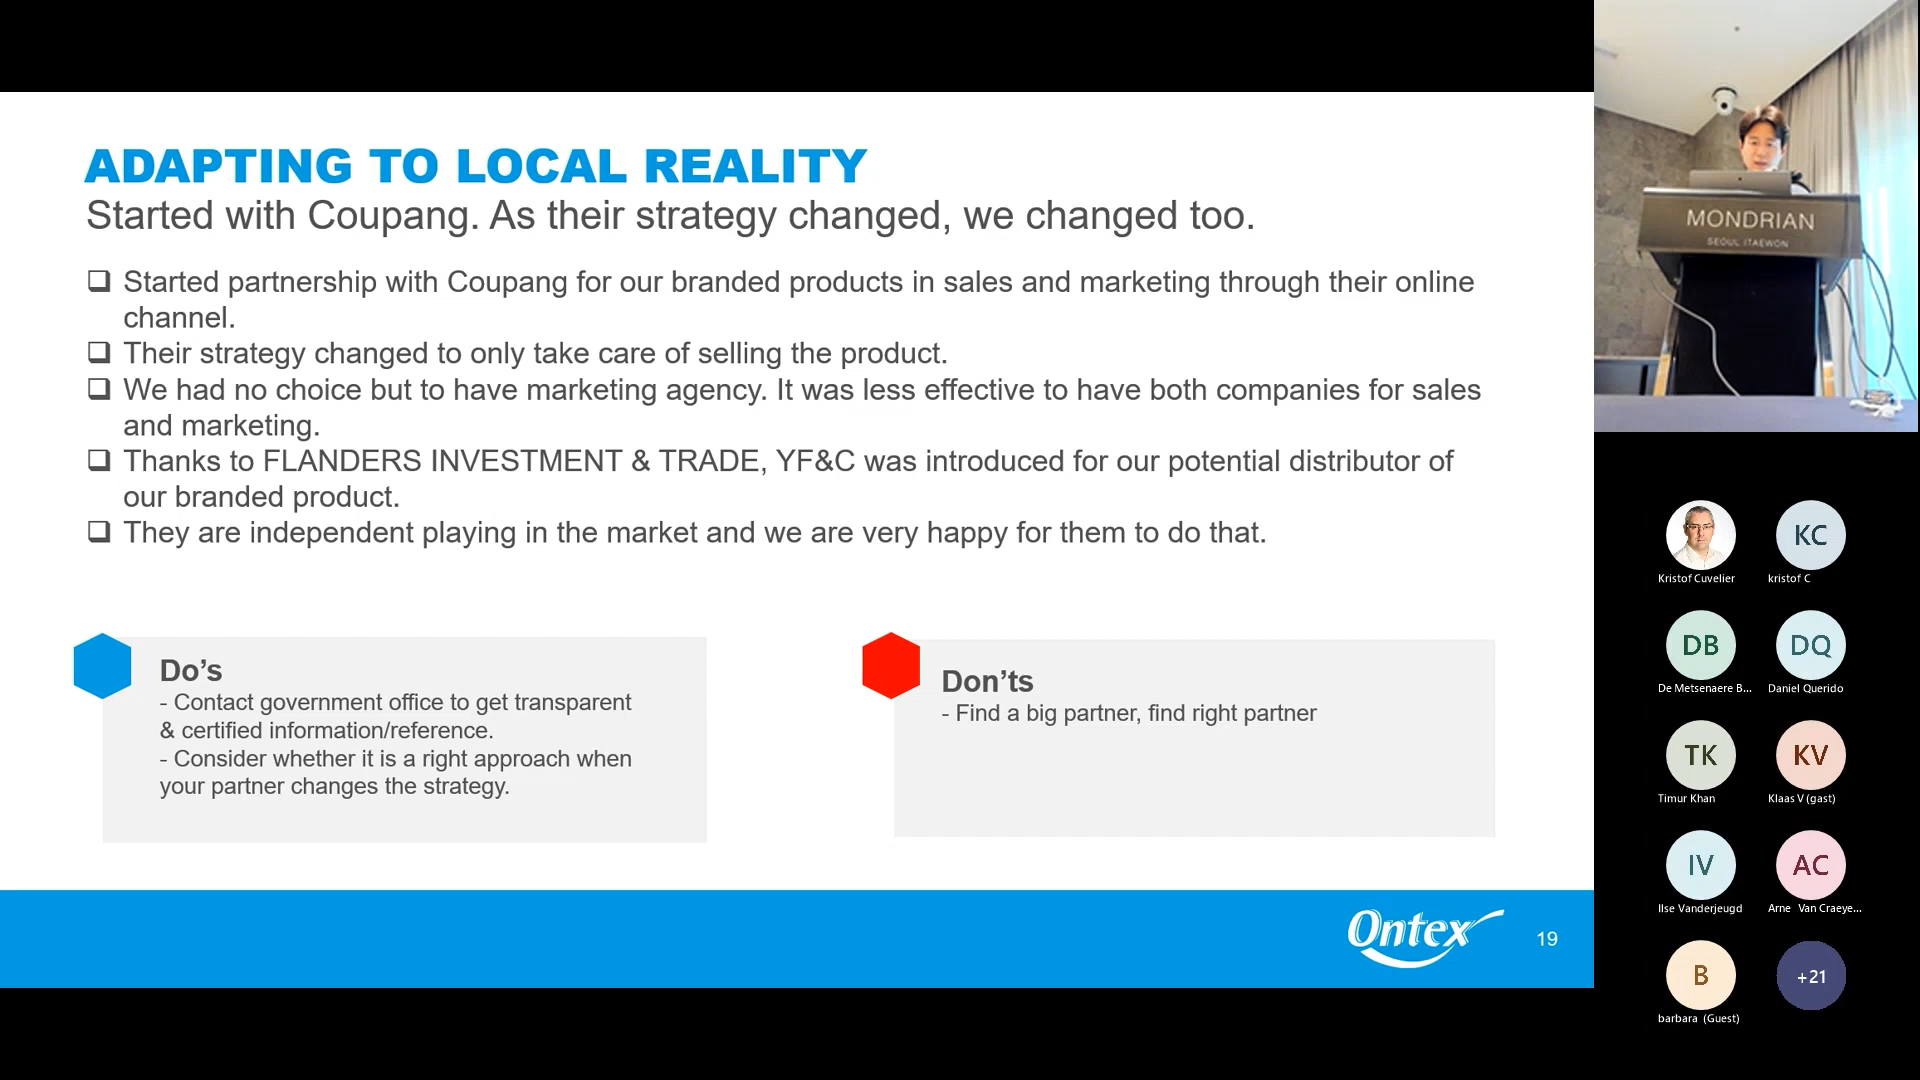 ADAPTING TO LOCAL REALITY
Started with Coupang. As their strategy changed, we changed too.
❑ Started partnership with Coupang for our branded products in sales and marketing through their online
channel.
❑ Their strategy changed to only take care of selling the product.
❑ We had no choice but to have marketing agency. It was less effective to have both companies for sales
and marketing.
❑ Thanks to FLANDERS INVESTMENT & TRADE, YF&C was introduced for our potential distributor of
our branded product.
❑ They are independent playing in the market and we are very happy for them to do that.
Do’s
- Contact government office to get transparent
& certified information/reference.
- Consider whether it is a right approach when
your partner changes the strategy.
Don’ts
- Find a big partner, find right partner
Ontex
19
MONDRIAN
SEOUL ITAEWON
Kristof Cuvelier
KC
kristof C
DB
De Metsenaere B...
DQ
Daniel Querido
TK
Timur Khan
KV
Klaas V (gast)
IV
Ilse Vanderjeugd
AC
Arne Van Craeye...
B
barbara (Guest)
+21